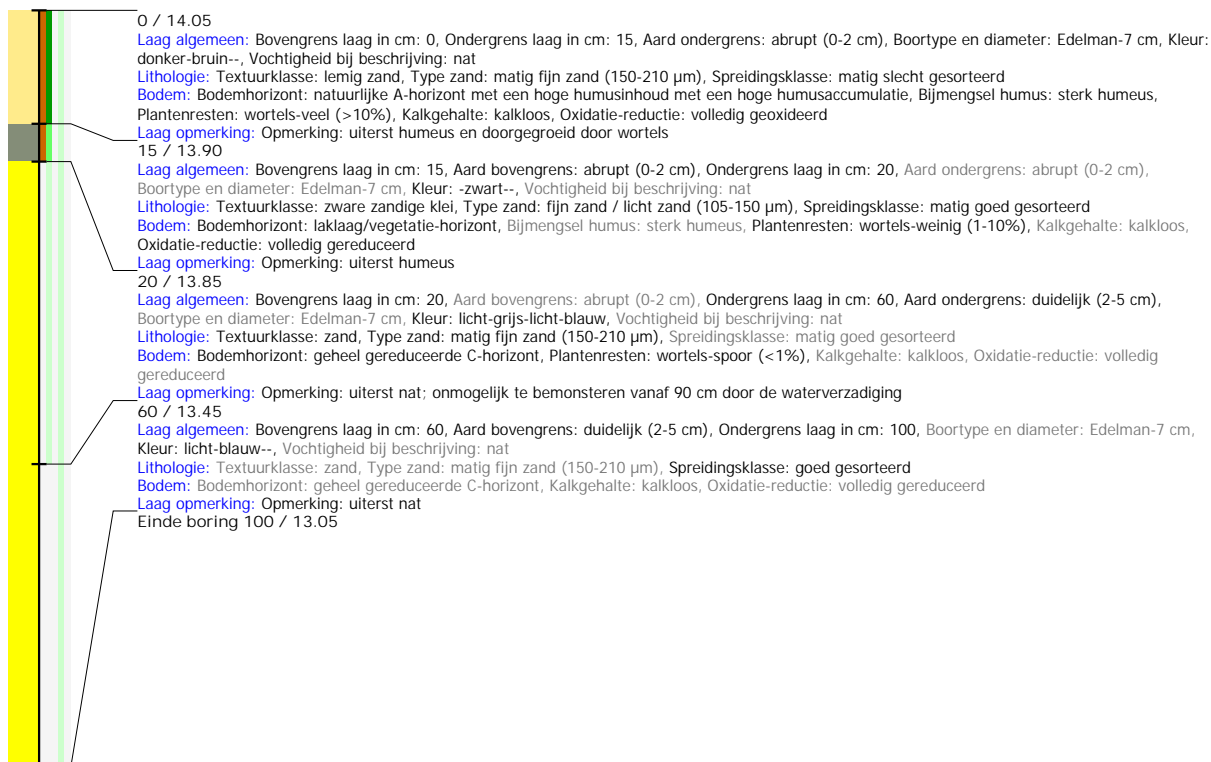 0 / 14.05
Laag algemeen: Bovengrens laag in cm: 0, Ondergrens laag in cm: 15, Aard ondergrens: abrupt (0-2 cm), Boortype en diameter: Edelman-7 cm, Kleur:
donker-bruin--, Vochtigheid bij beschrijving: nat
Lithologie: Textuurklasse: lemig zand, Type zand: matig fijn zand (150-210 µm), Spreidingsklasse: matig slecht gesorteerd
Bodem: Bodemhorizont: natuurlijke A-horizont met een hoge humusinhoud met een hoge humusaccumulatie, Bijmengsel humus: sterk humeus,
Plantenresten: wortels-veel (>10%), Kalkgehalte: kalkloos, Oxidatie-reductie: volledig geoxideerd
Laag opmerking: Opmerking: uiterst humeus en doorgegroeid door wortels
15 / 13.90
Laag algemeen: Bovengrens laag in cm: 15, Aard bovengrens: abrupt (0-2 cm), Ondergrens laag in cm: 20, Aard ondergrens: abrupt (0-2 cm),
Boortype en diameter: Edelman-7 cm, Kleur: -zwart--, Vochtigheid bij beschrijving: nat
Lithologie: Textuurklasse: zware zandige klei, Type zand: fijn zand / licht zand (105-150 µm), Spreidingsklasse: matig goed gesorteerd
Bodem: Bodemhorizont: laklaag/vegetatie-horizont, Bijmengsel humus: sterk humeus, Plantenresten: wortels-weinig (1-10%), Kalkgehalte: kalkloos,
Oxidatie-reductie: volledig gereduceerd
Laag opmerking: Opmerking: uiterst humeus
20 / 13.85
Laag algemeen: Bovengrens laag in cm: 20, Aard bovengrens: abrupt (0-2 cm), Ondergrens laag in cm: 60, Aard ondergrens: duidelijk (2-5 cm),
Boortype en diameter: Edelman-7 cm, Kleur: licht-grijs-licht-blauw, Vochtigheid bij beschrijving: nat
Lithologie: Textuurklasse: zand, Type zand: matig fijn zand (150-210 µm), Spreidingsklasse: matig goed gesorteerd
Bodem: Bodemhorizont: geheel gereduceerde C-horizont, Plantenresten: wortels-spoor (<1%), Kalkgehalte: kalkloos, Oxidatie-reductie: volledig
gereduceerd
Laag opmerking: Opmerking: uiterst nat; onmogelijk te bemonsteren vanaf 90 cm door de waterverzadiging
60 / 13.45
Laag algemeen: Bovengrens laag in cm: 60, Aard bovengrens: duidelijk (2-5 cm), Ondergrens laag in cm: 100, Boortype en diameter: Edelman-7 cm,
Kleur: licht-blauw--, Vochtigheid bij beschrijving: nat
Lithologie: Textuurklasse: zand, Type zand: matig fijn zand (150-210 µm), Spreidingsklasse: goed gesorteerd
Bodem: Bodemhorizont: geheel gereduceerde C-horizont, Kalkgehalte: kalkloos, Oxidatie-reductie: volledig gereduceerd
Laag opmerking: Opmerking: uiterst nat
Einde boring 100 / 13.05